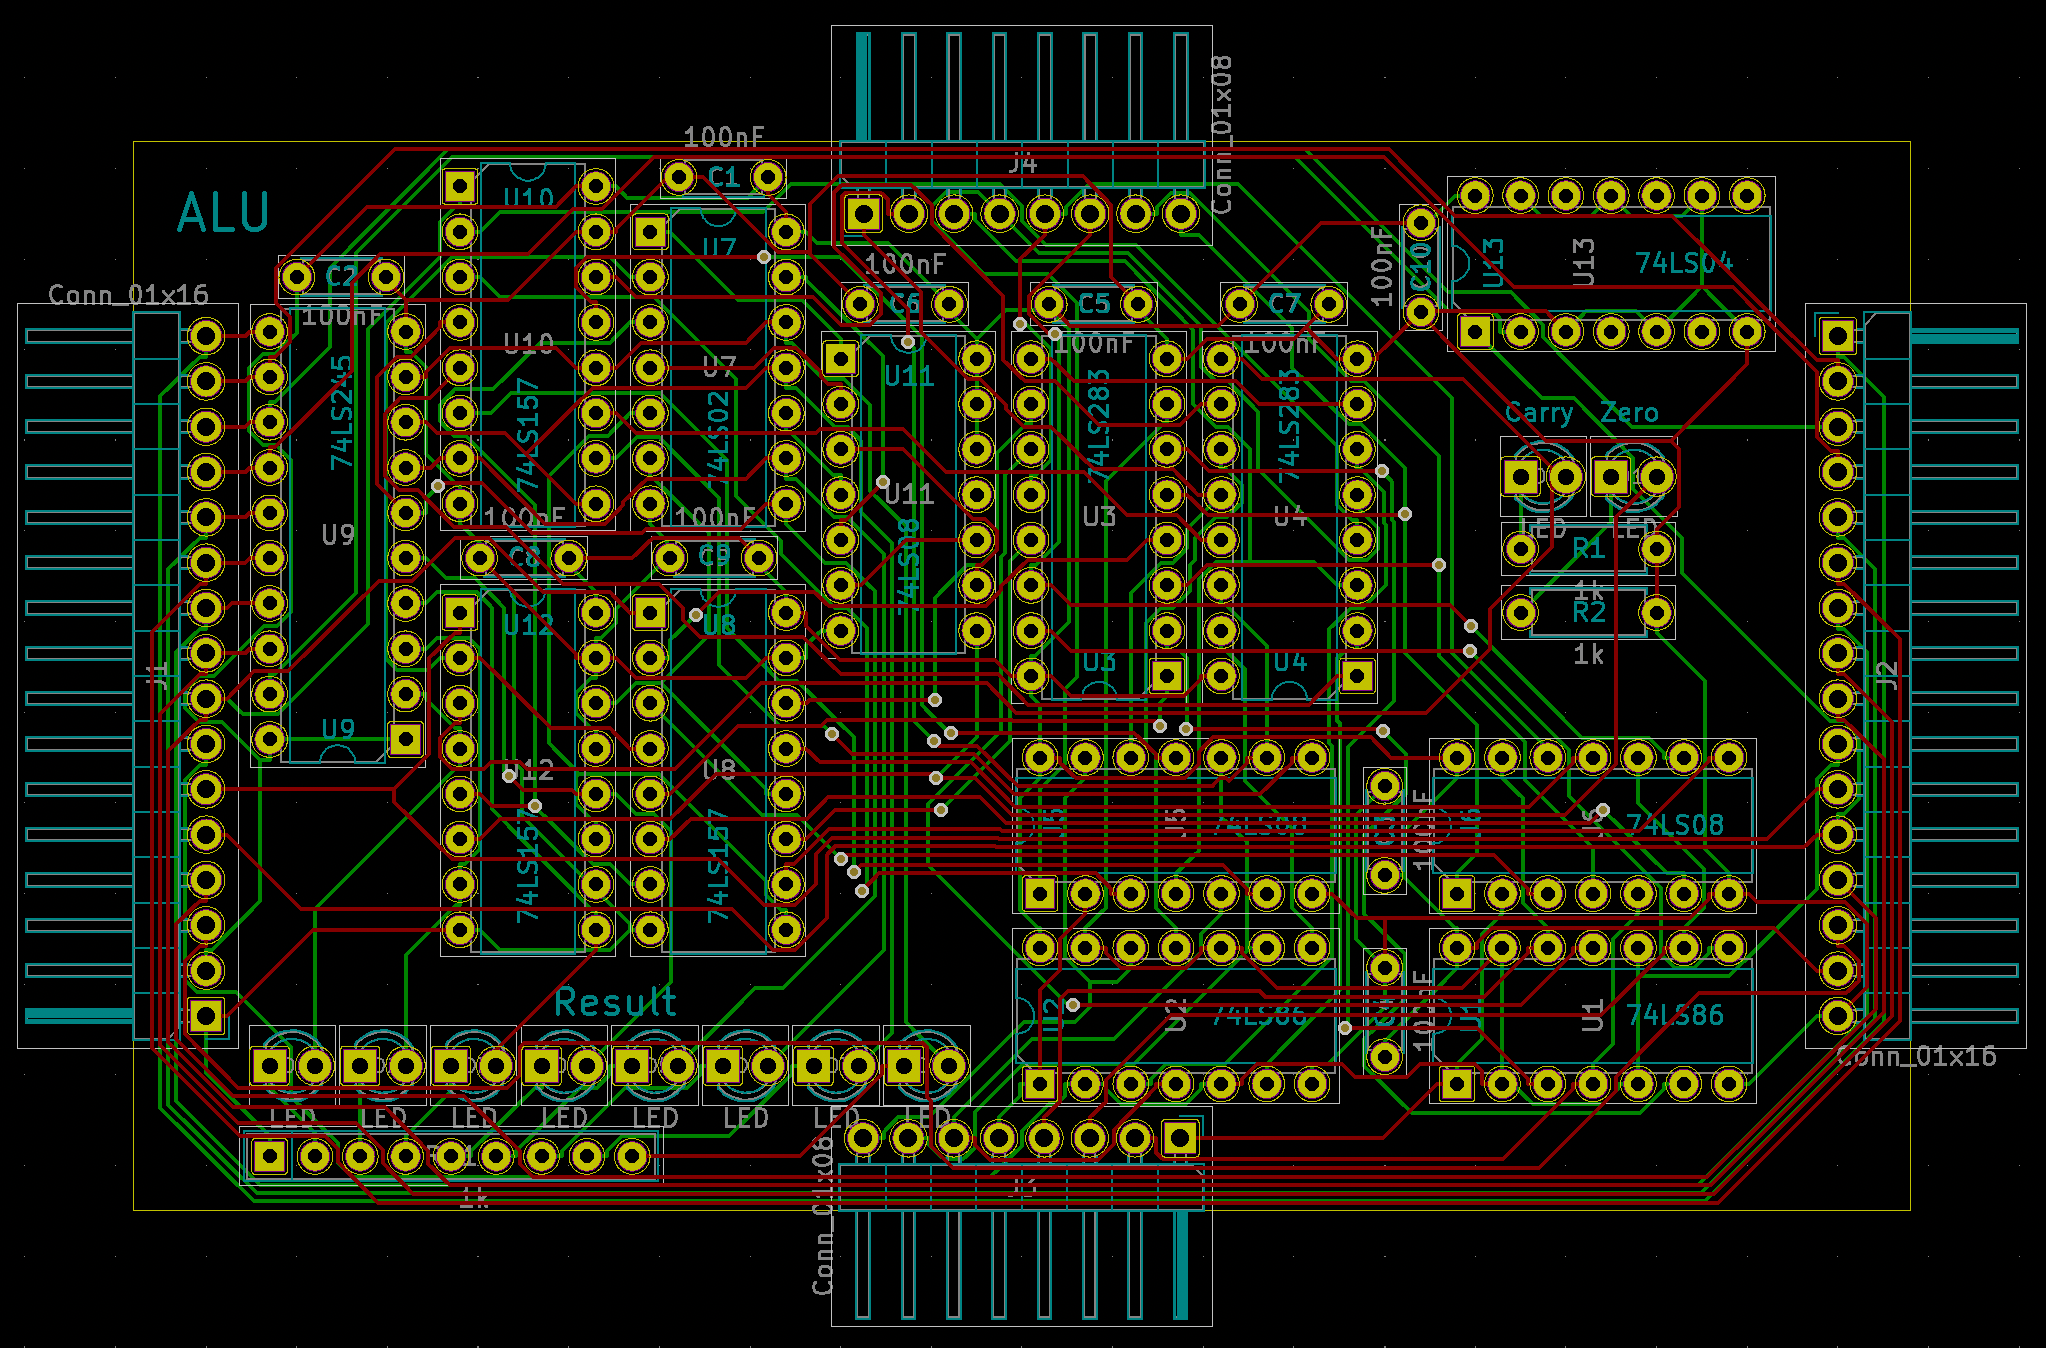 100nF
J4
Conn_01x08
ALU
C1
U10
U7
100nF
C10
U13
U13
74LS04
C2
100nF
C6
C5
C7
Conn_01x16
100nF
100nF
100nF
U10
U7
U11
74LS245
74LS157
74LS02
74LS283
74LS283
Carry
Zero
U9
U11
U3
U4
74LS08
100nF
100nF
C8
C9
LED
LED
R1
1k
R2
1k
U12
U8
U3
U4
J1
J2
U9
U12
U8
74LS157
74LS157
U5
74LS08
100nF
U6
74LS08
Result
U2
U2
74LS86
100nF
U1
74LS86
Conn_01x16
LED
LED
LED
LED
LED
LED
LED
LED
1k
J3
Conn_01x08